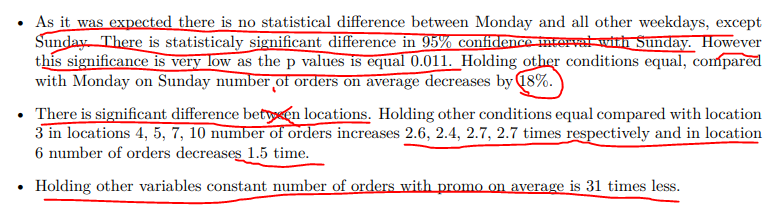 • As it was expected there is no statistical difference between Monday and all other weekdays, except
Sunday. There is statisticaly significant difference in 95% confidence interval with Sunday. However
this significance is very low as the p values is equal 0.011. Holding other conditions equal, compared
with Monday on Sunday number of orders on average decreases by 18%.
• There is significant difference between locations. Holding other conditions equal compared with location
3 in locations 4, 5, 7, 10 number of orders increases 2.6, 2.4, 2.7, 2.7 times respectively and in location
6 number of orders decreases 1.5 time.
• Holding other variables constant number of orders with promo on average is 31 times less.